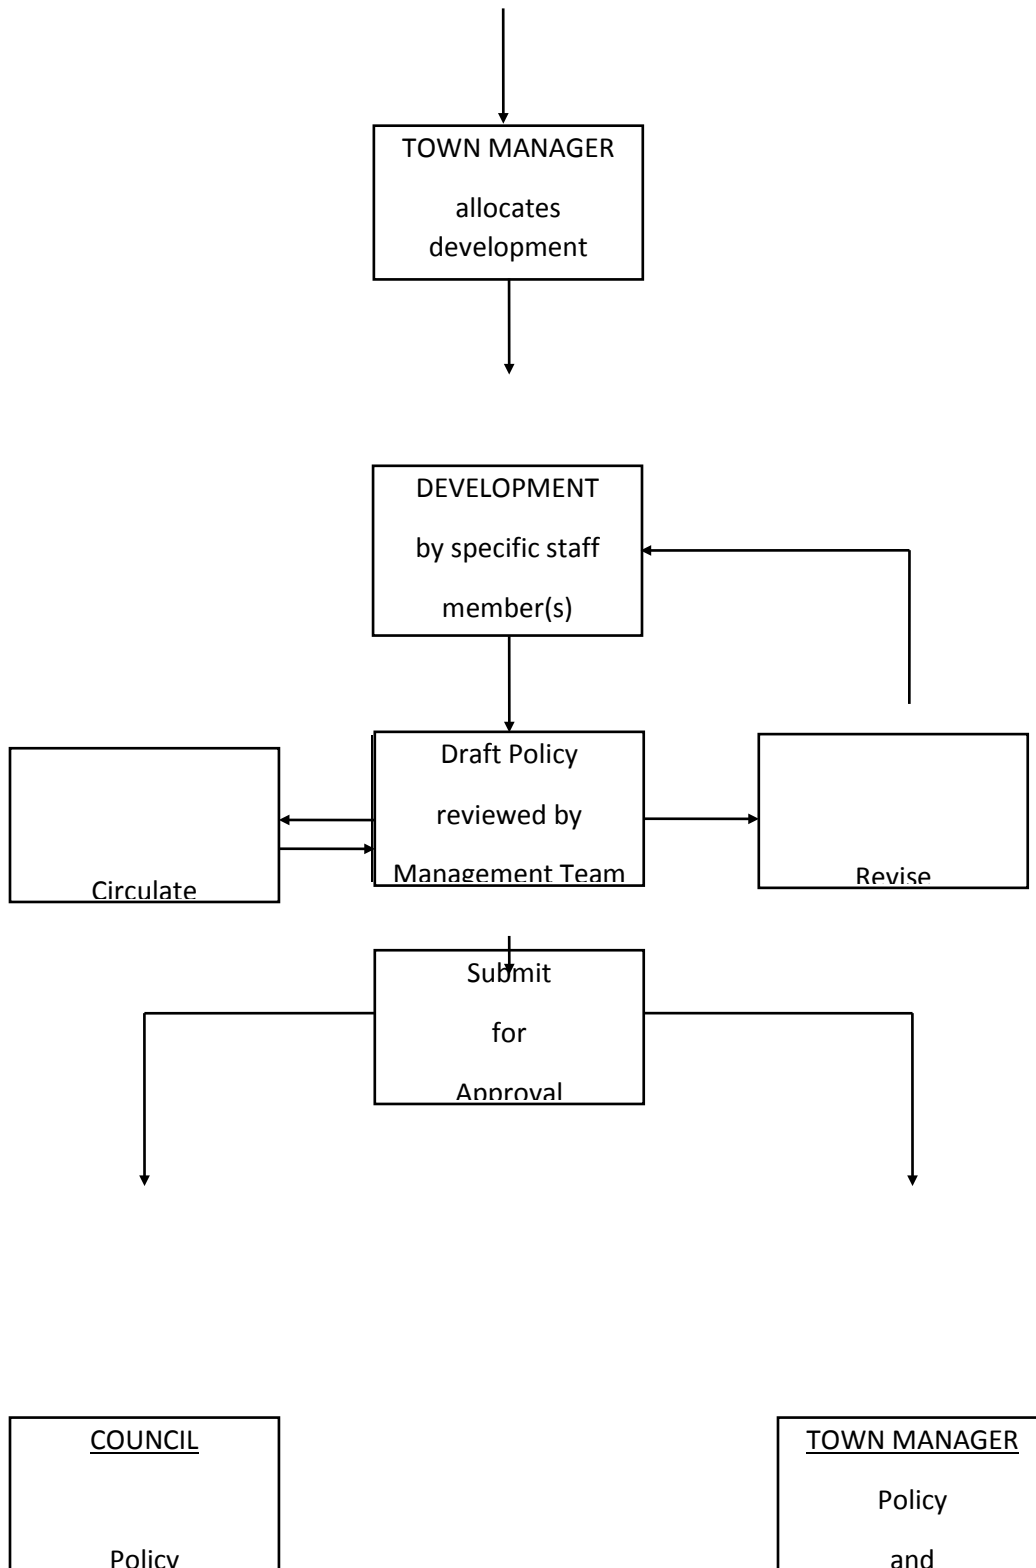 TOWN MANAGER
allocates
development
DEVELOPMENT
by specific staff
member(s)
Draft Policy
reviewed by
Management Team
Circulate
Revise
Submit
for
Approval
COUNCIL
Policy
TOWN MANAGER
Policy
and